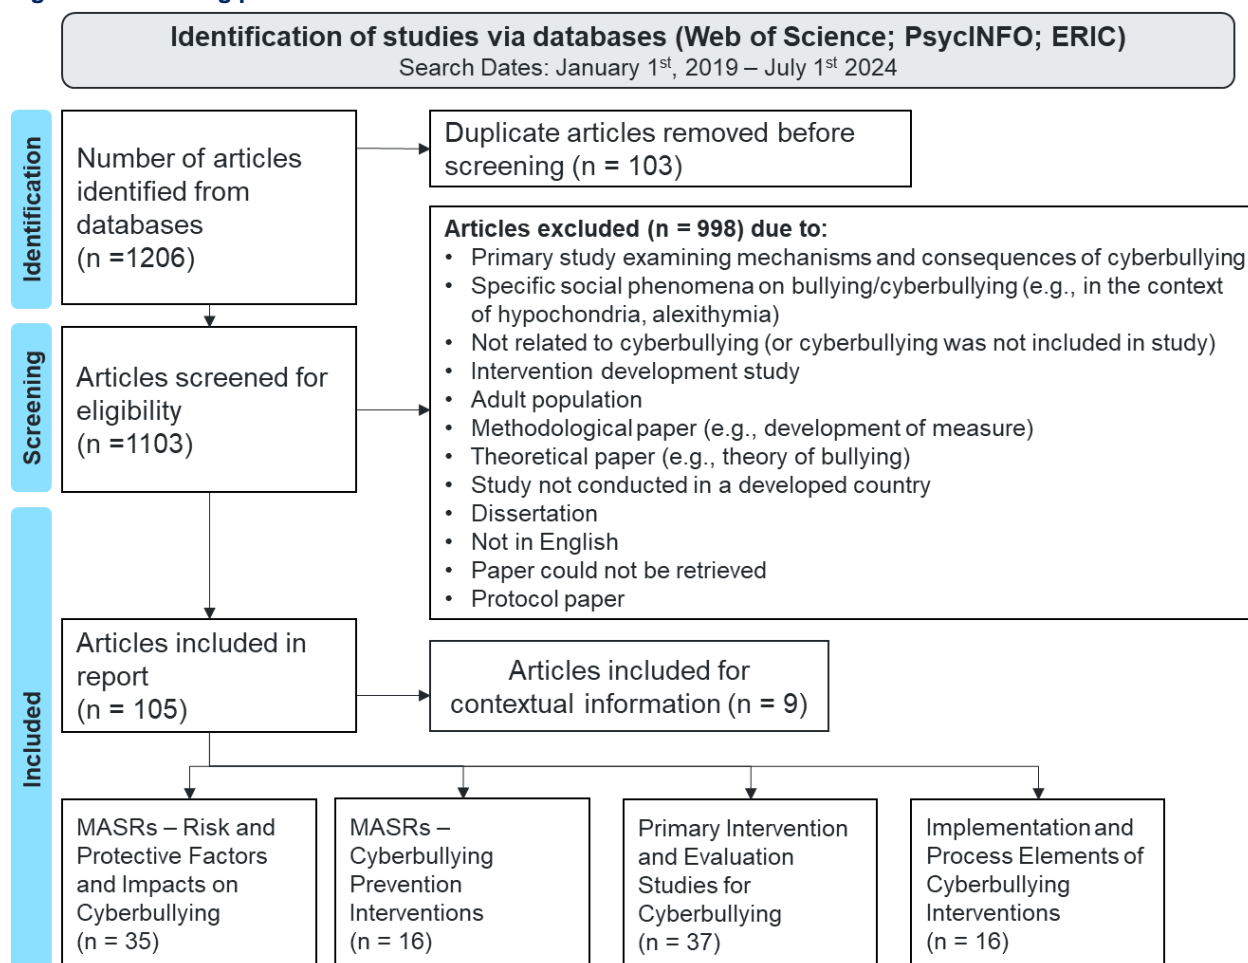 Identification of studies via databases (Web of Science; PsycINFO; ERIC)
Search Dates: January 1st, 2019 – July 1st 2024
Identification
Number of articles
identified from
databases
(n =1206)
Duplicate articles removed before
screening (n = 103)
Articles excluded (n = 998) due to:
• Primary study examining mechanisms and consequences of cyberbullying
• Specific social phenomena on bullying/cyberbullying (e.g., in the context
of hypochondria, alexithymia)
• Not related to cyberbullying (or cyberbullying was not included in study)
• Intervention development study
• Adult population
• Methodological paper (e.g., development of measure)
• Theoretical paper (e.g., theory of bullying)
• Study not conducted in a developed country
• Dissertation
• Not in English
• Paper could not be retrieved
• Protocol paper
Screening
Articles screened for
eligibility
(n =1103)
Included
Articles included in
report
(n = 105)
Articles included for
contextual information (n = 9)
MASRs – Risk and
Protective Factors
and Impacts on
Cyberbullying
(n = 35)
MASRs –
Cyberbullying
Prevention
Interventions
(n = 16)
Primary Intervention
and Evaluation
Studies for
Cyberbullying
(n = 37)
Implementation and
Process Elements of
Cyberbullying
Interventions
(n = 16)